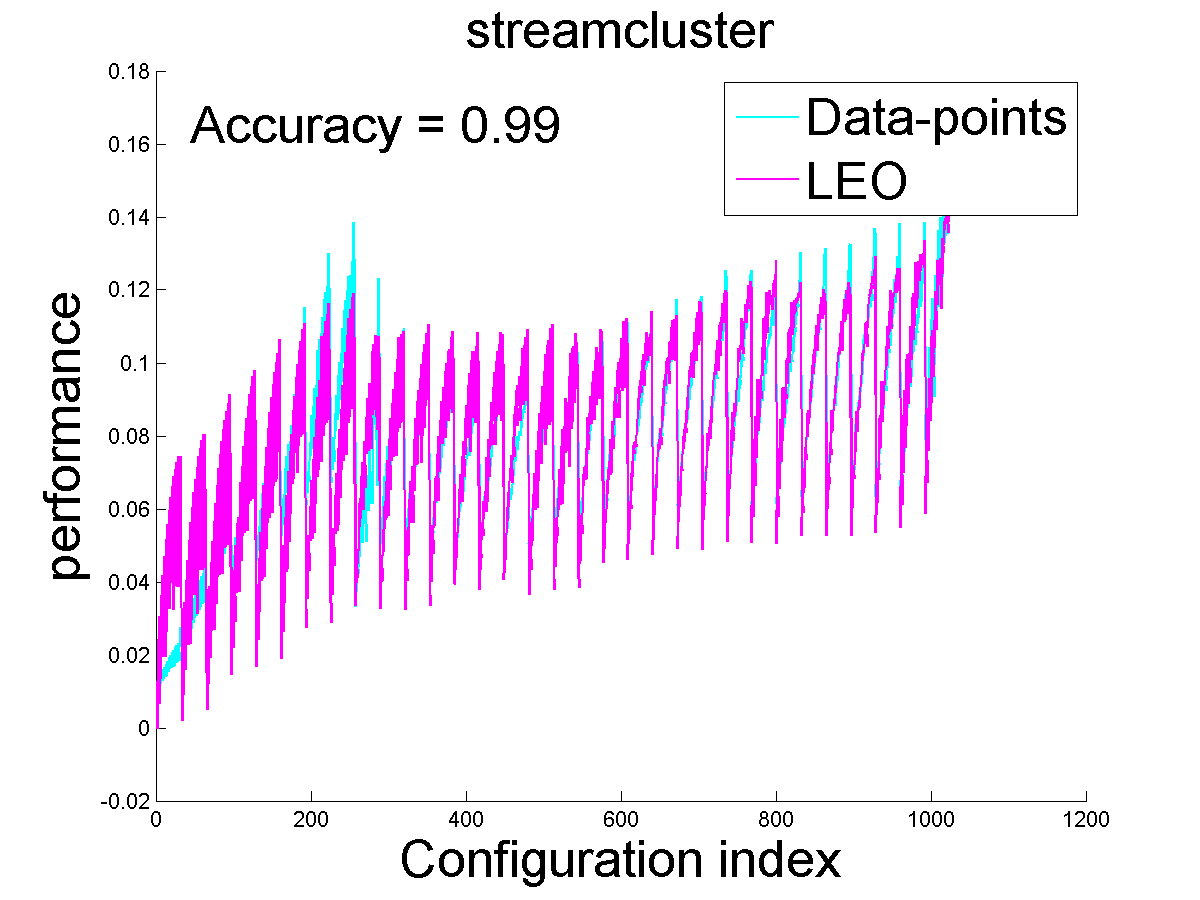 streamcluster
0.18
0.16
0.14
0.12
0.1
0.08
0.06
0.04
0.02
0
-0.02
Accuracy = 0.99
Data-points
LEO
performance
0 200 400 600 800 1000 1200
Configuration index